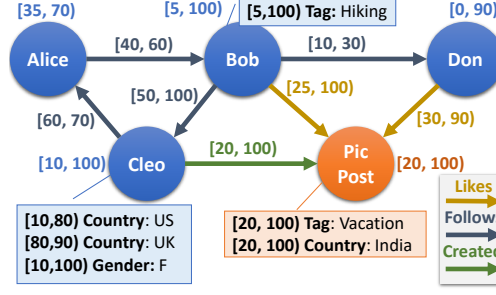 [35, 70)
[5, 100)
[5,100) Tag: Hiking
[0, 90)
Alice
[40, 60)
Bob
[10, 30)
Don
[50, 100)
[25, 100)
[60, 70)
[30, 90)
[10, 100)
Cleo
[20, 100)
Pic
Post
[20, 100)
Likes
Follow
Created
[10,80) Country: US
[80,90) Country: UK
[10,100) Gender: F
[20, 100) Tag: Vacation
[20, 100) Country: India